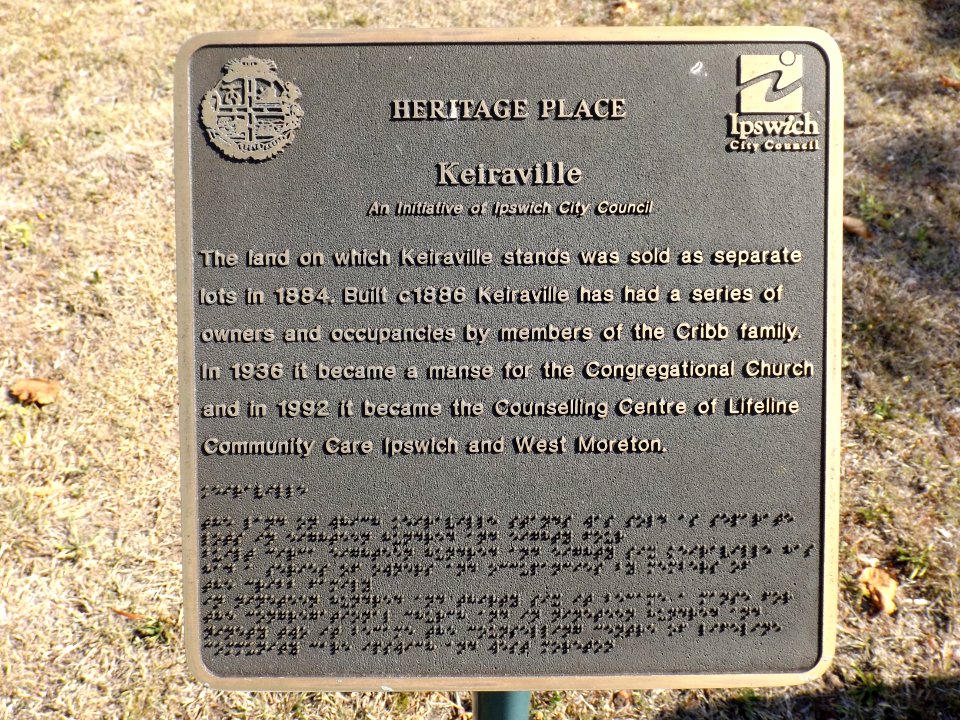 HERITAGE PLACE
Ipswich
City Council
Keiraville
An Initiative of Ipswich City Council
The land on which Keiraville stands was sold as separate
lots in 1884. Built c1886 Keiraville has had a series of
owners and occupancies by members of the Cribb family.
In 1936 it became a manse for the Congregational Church
and in 1992 it became the Counselling Centre of Lifeline
Community Care Ipswich and West Moreton.